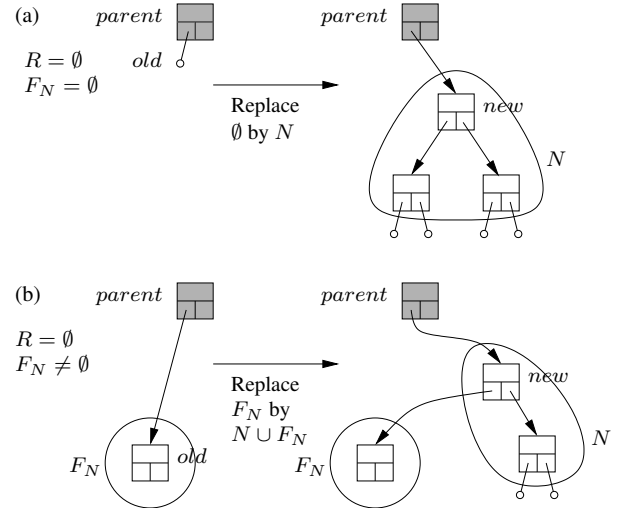 (a)
parent
parent
R = ∅
old
F_N = ∅
Replace
∅ by N
new
N
(b)
parent
parent
R = ∅
F_N ≠ ∅
Replace
F_N by
N ∪ F_N
new
N
F_N
old
F_N